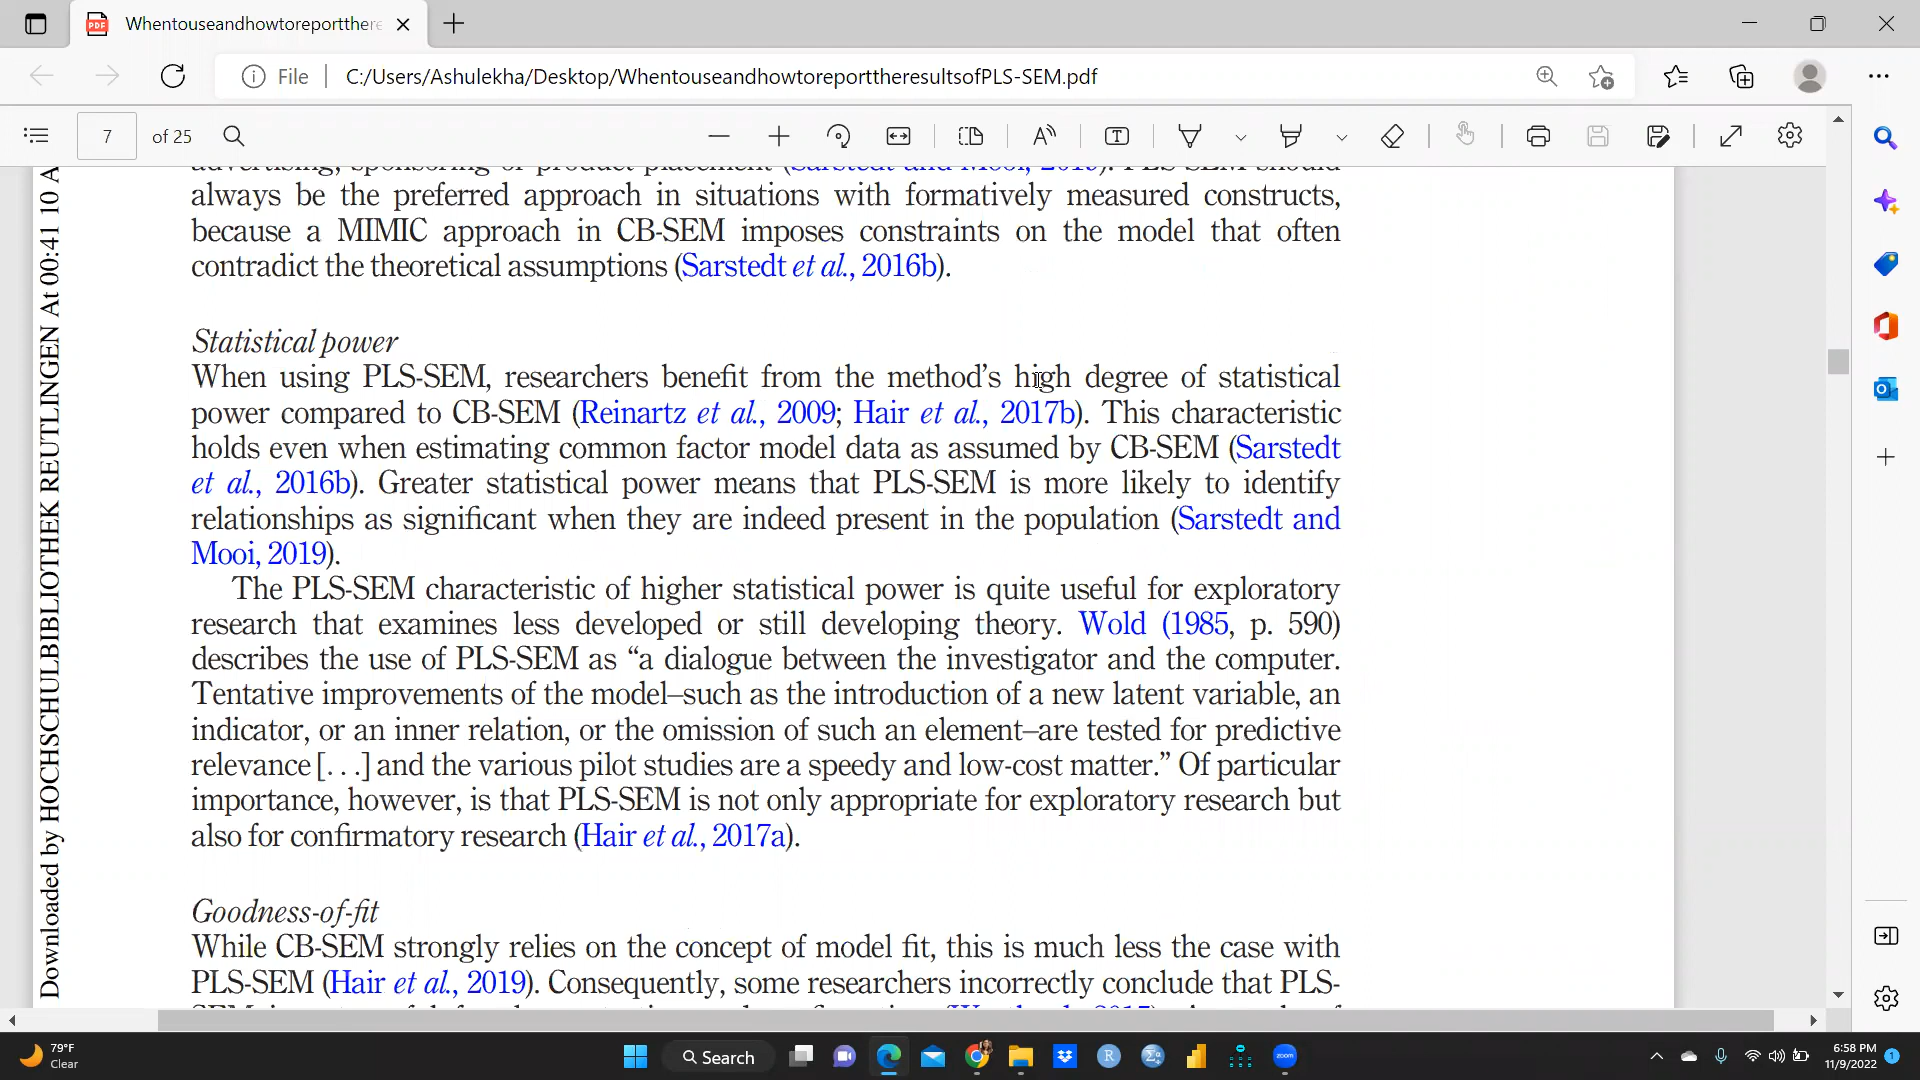 Whentouseandhowtoreportthere
File
C:/Users/Ashulekha/Desktop/WhentouseandhowtoreporttheresultsofPLS-SEM.pdf
7 of 25
Downloaded by HOCHSCHULBIBLIOTHEK REUTLINGEN At 00:41 10 A
always be the preferred approach in situations with formatively measured constructs,
because a MIMIC approach in CB-SEM imposes constraints on the model that often
contradict the theoretical assumptions (Sarstedt et al., 2016b).
Statistical power
When using PLS-SEM, researchers benefit from the method’s high degree of statistical
power compared to CB-SEM (Reinartz et al., 2009; Hair et al., 2017b). This characteristic
holds even when estimating common factor model data as assumed by CB-SEM (Sarstedt
et al., 2016b). Greater statistical power means that PLS-SEM is more likely to identify
relationships as significant when they are indeed present in the population (Sarstedt and
Mooi, 2019).
The PLS-SEM characteristic of higher statistical power is quite useful for exploratory
research that examines less developed or still developing theory. Wold (1985, p. 590)
describes the use of PLS-SEM as “a dialogue between the investigator and the computer.
Tentative improvements of the model–such as the introduction of a new latent variable, an
indicator, or an inner relation, or the omission of such an element–are tested for predictive
relevance [. . .] and the various pilot studies are a speedy and low-cost matter.” Of particular
importance, however, is that PLS-SEM is not only appropriate for exploratory research but
also for confirmatory research (Hair et al., 2017a).
Goodness-of-fit
While CB-SEM strongly relies on the concept of model fit, this is much less the case with
PLS-SEM (Hair et al., 2019). Consequently, some researchers incorrectly conclude that PLS-
79°F
Clear
Search
zoom
6:58 PM
11/9/2022
1